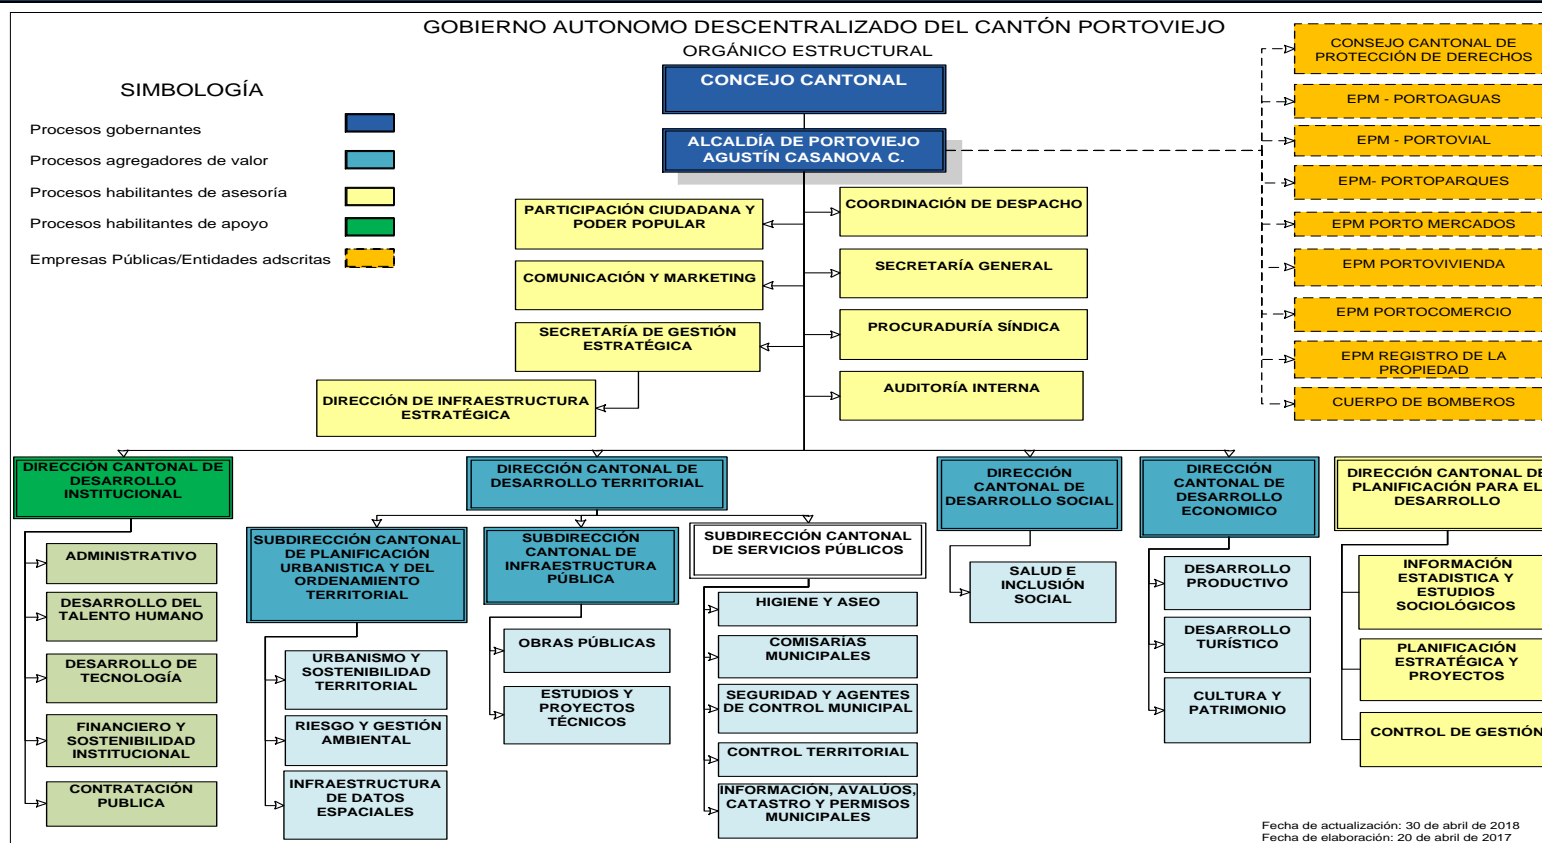 GOBIERNO AUTONOMO DESCENTRALIZADO DEL CANTÓN PORTOVIEJO
ORGÁNICO ESTRUCTURAL
SIMBOLOGÍA
Procesos gobernantes
Procesos agregadores de valor
Procesos habilitantes de asesoría
Procesos habilitantes de apoyo
Empresas Públicas/Entidades adscritas
CONCEJO CANTONAL
ALCALDÍA DE PORTOVIEJO
AGUSTÍN CASANOVA C.
CONSEJO CANTONAL DE
PROTECCIÓN DE DERECHOS
EPM - PORTOAGUAS
EPM - PORTOVIAL
EPM- PORTOPARQUES
EPM PORTO MERCADOS
EPM PORTOVIVIENDA
EPM PORTOCOMERCIO
EPM REGISTRO DE LA
PROPIEDAD
CUERPO DE BOMBEROS
PARTICIPACIÓN CIUDADANA Y
PODER POPULAR
COMUNICACIÓN Y MARKETING
SECRETARÍA DE GESTIÓN
ESTRATÉGICA
DIRECCIÓN DE INFRAESTRUCTURA
ESTRATÉGICA
COORDINACIÓN DE DESPACHO
SECRETARÍA GENERAL
PROCURADURÍA SÍNDICA
AUDITORÍA INTERNA
DIRECCIÓN CANTONAL DE
DESARROLLO
INSTITUCIONAL
ADMINISTRATIVO
DESARROLLO DEL
TALENTO HUMANO
DESARROLLO DE
TECNOLOGÍA
FINANCIERO Y
SOSTENIBILIDAD
INSTITUCIONAL
CONTRATACIÓN
PUBLICA
DIRECCIÓN CANTONAL DE
DESARROLLO TERRITORIAL
SUBDIRECCIÓN CANTONAL
DE PLANIFICACIÓN
URBANISTICA Y DEL
ORDENAMIENTO
TERRITORIAL
URBANISMO Y
SOSTENIBILIDAD
TERRITORIAL
RIESGO Y GESTIÓN
AMBIENTAL
INFRAESTRUCTURA
DE DATOS
ESPACIALES
SUBDIRECCIÓN
CANTONAL DE
INFRAESTRUCTURA
PÚBLICA
OBRAS PÚBLICAS
ESTUDIOS Y
PROYECTOS
TÉCNICOS
SUBDIRECCIÓN CANTONAL
DE SERVICIOS PÚBLICOS
HIGIENE Y ASEO
COMISARÍAS
MUNICIPALES
SEGURIDAD Y AGENTES
DE CONTROL MUNICIPAL
CONTROL TERRITORIAL
INFORMACIÓN, AVALÚOS,
CATASTRO Y PERMISOS
MUNICIPALES
DIRECCIÓN
CANTONAL DE
DESARROLLO SOCIAL
SALUD E
INCLUSIÓN
SOCIAL
DIRECCIÓN
CANTONAL DE
DESARROLLO
ECONOMICO
DESARROLLO
PRODUCTIVO
DESARROLLO
TURÍSTICO
CULTURA Y
PATRIMONIO
DIRECCIÓN CANTONAL DE
PLANIFICACIÓN PARA EL
DESARROLLO
INFORMACIÓN
ESTADISTICA Y
ESTUDIOS
SOCIOLÓGICOS
PLANIFICACIÓN
ESTRATÉGICA Y
PROYECTOS
CONTROL DE GESTIÓN
Fecha de actualización: 30 de abril de 2018
Fecha de elaboración: 20 de abril de 2017